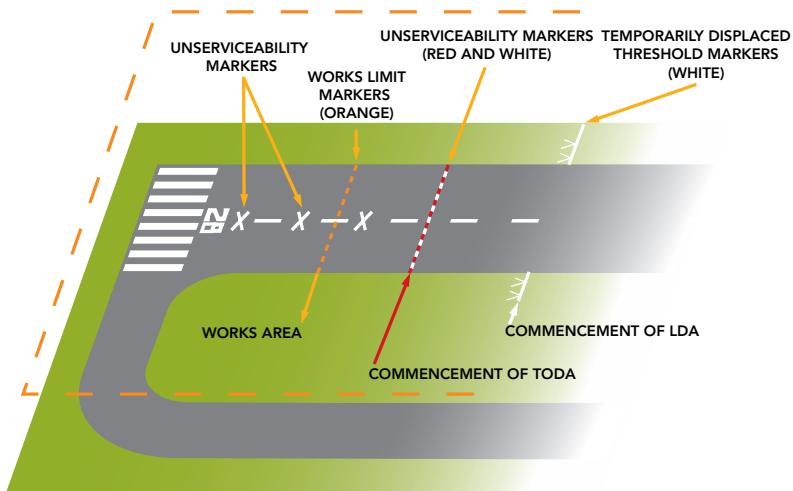 UNSERVICEABILITY
MARKERS
WORKS LIMIT
MARKERS
(ORANGE)
UNSERVICEABILITY MARKERS
(RED AND WHITE)
TEMPORARILY DISPLACED
THRESHOLD MARKERS
(WHITE)
28
X
X
X
WORKS AREA
COMMENCEMENT OF LDA
COMMENCEMENT OF TODA